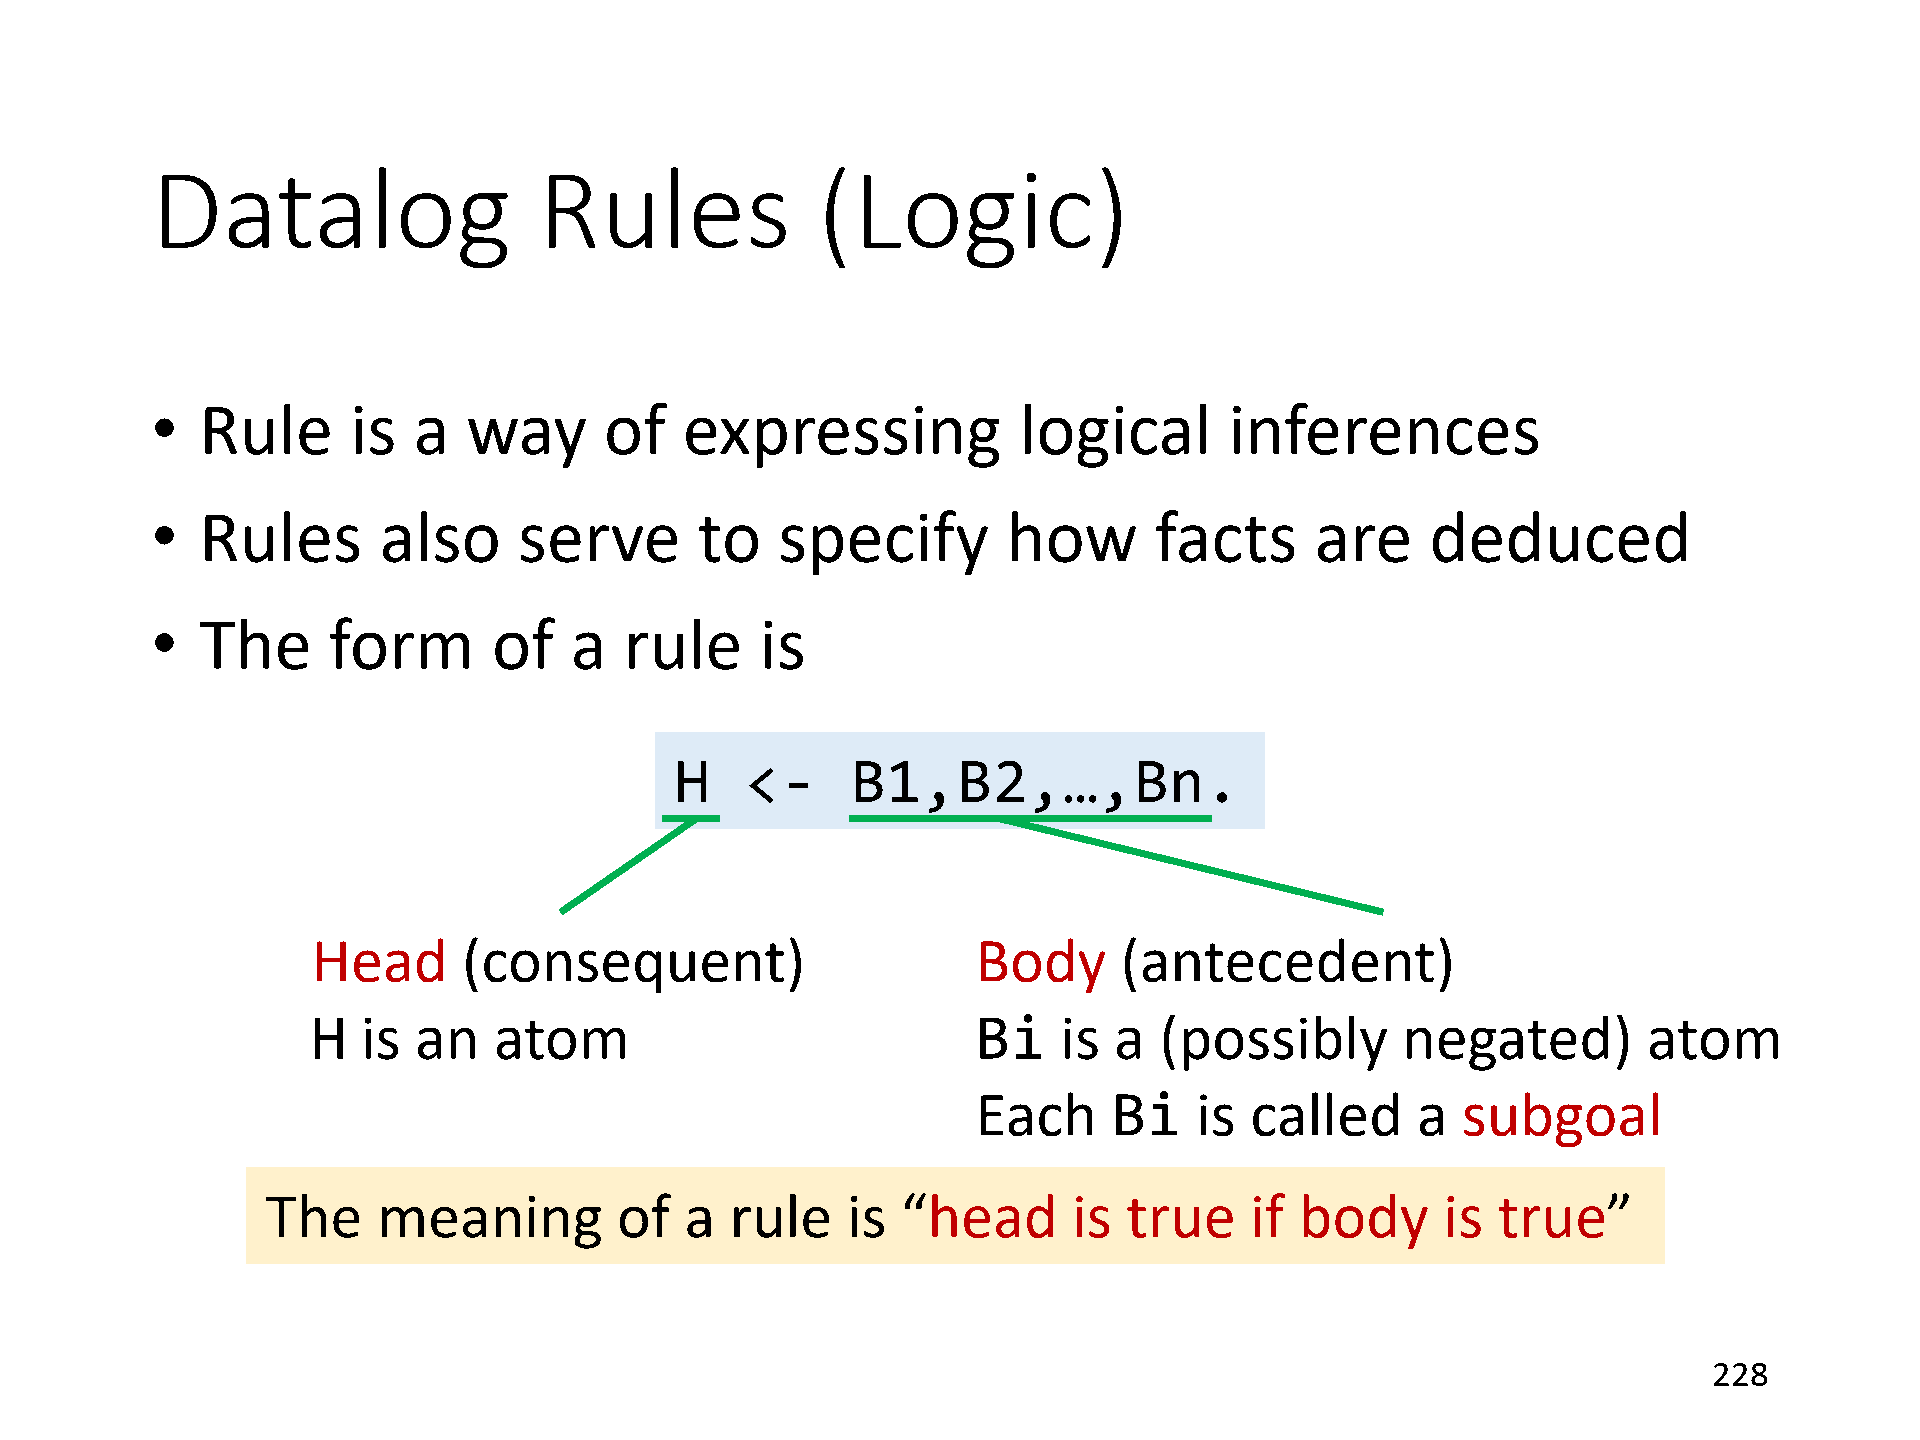 Datalog Rules (Logic)
• Rule is a way of expressing logical inferences
• Rules also serve to specify how facts are deduced
• The form of a rule is
H <- B1,B2,…,Bn.
Head (consequent)
H is an atom
Body (antecedent)
Bi is a (possibly negated) atom
Each Bi is called a subgoal
The meaning of a rule is “head is true if body is true”
228